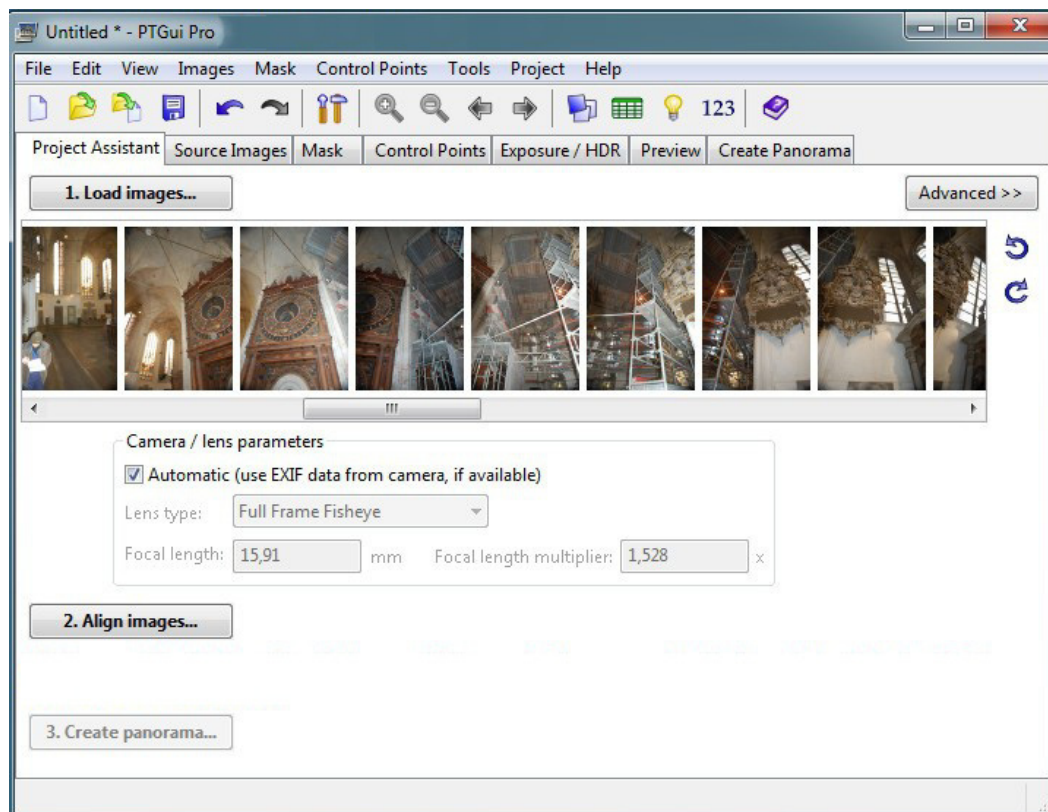 Untitled * - PTGui Pro
File Edit View Images Mask Control Points Tools Project Help
123
Project Assistant Source Images Mask Control Points Exposure / HDR Preview Create Panorama
1. Load images... Advanced >>
Camera / lens parameters
Automatic (use EXIF data from camera, if available)
Lens type: Full Frame Fisheye
Focal length: 15,91 mm Focal length multiplier: 1,528 x
2. Align images...
3. Create panorama...